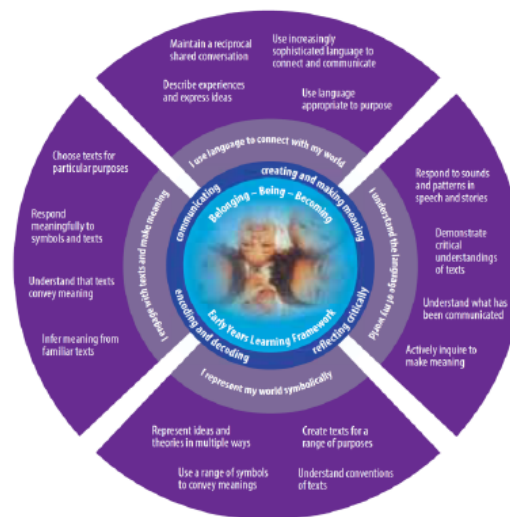 Maintain a reciprocal
shared conversation
Use increasingly
sophisticated language to
connect and communicate
Describe experiences
and express ideas
Use language
appropriate to purpose
I use language to connect with my world
Choose texts for
particular purposes
Respond
meaningfully to
symbols and texts
Understand that texts
convey meaning
Infer meaning from
familiar texts
I engage with texts and make meaning
communicating
creating and making meaning
Belonging – Being – Becoming
Early Years Learning Framework
encoding and decoding
reflecting critically
I understand the language of my world
Respond to sounds
and patterns in
speech and stories
Demonstrate
critical
understandings
of texts
Understand what has
been communicated
Actively inquire to
make meaning
I represent my world symbolically
Represent ideas and
theories in multiple ways
Create texts for a
range of purposes
Use a range of symbols
to convey meanings
Understand conventions
of texts